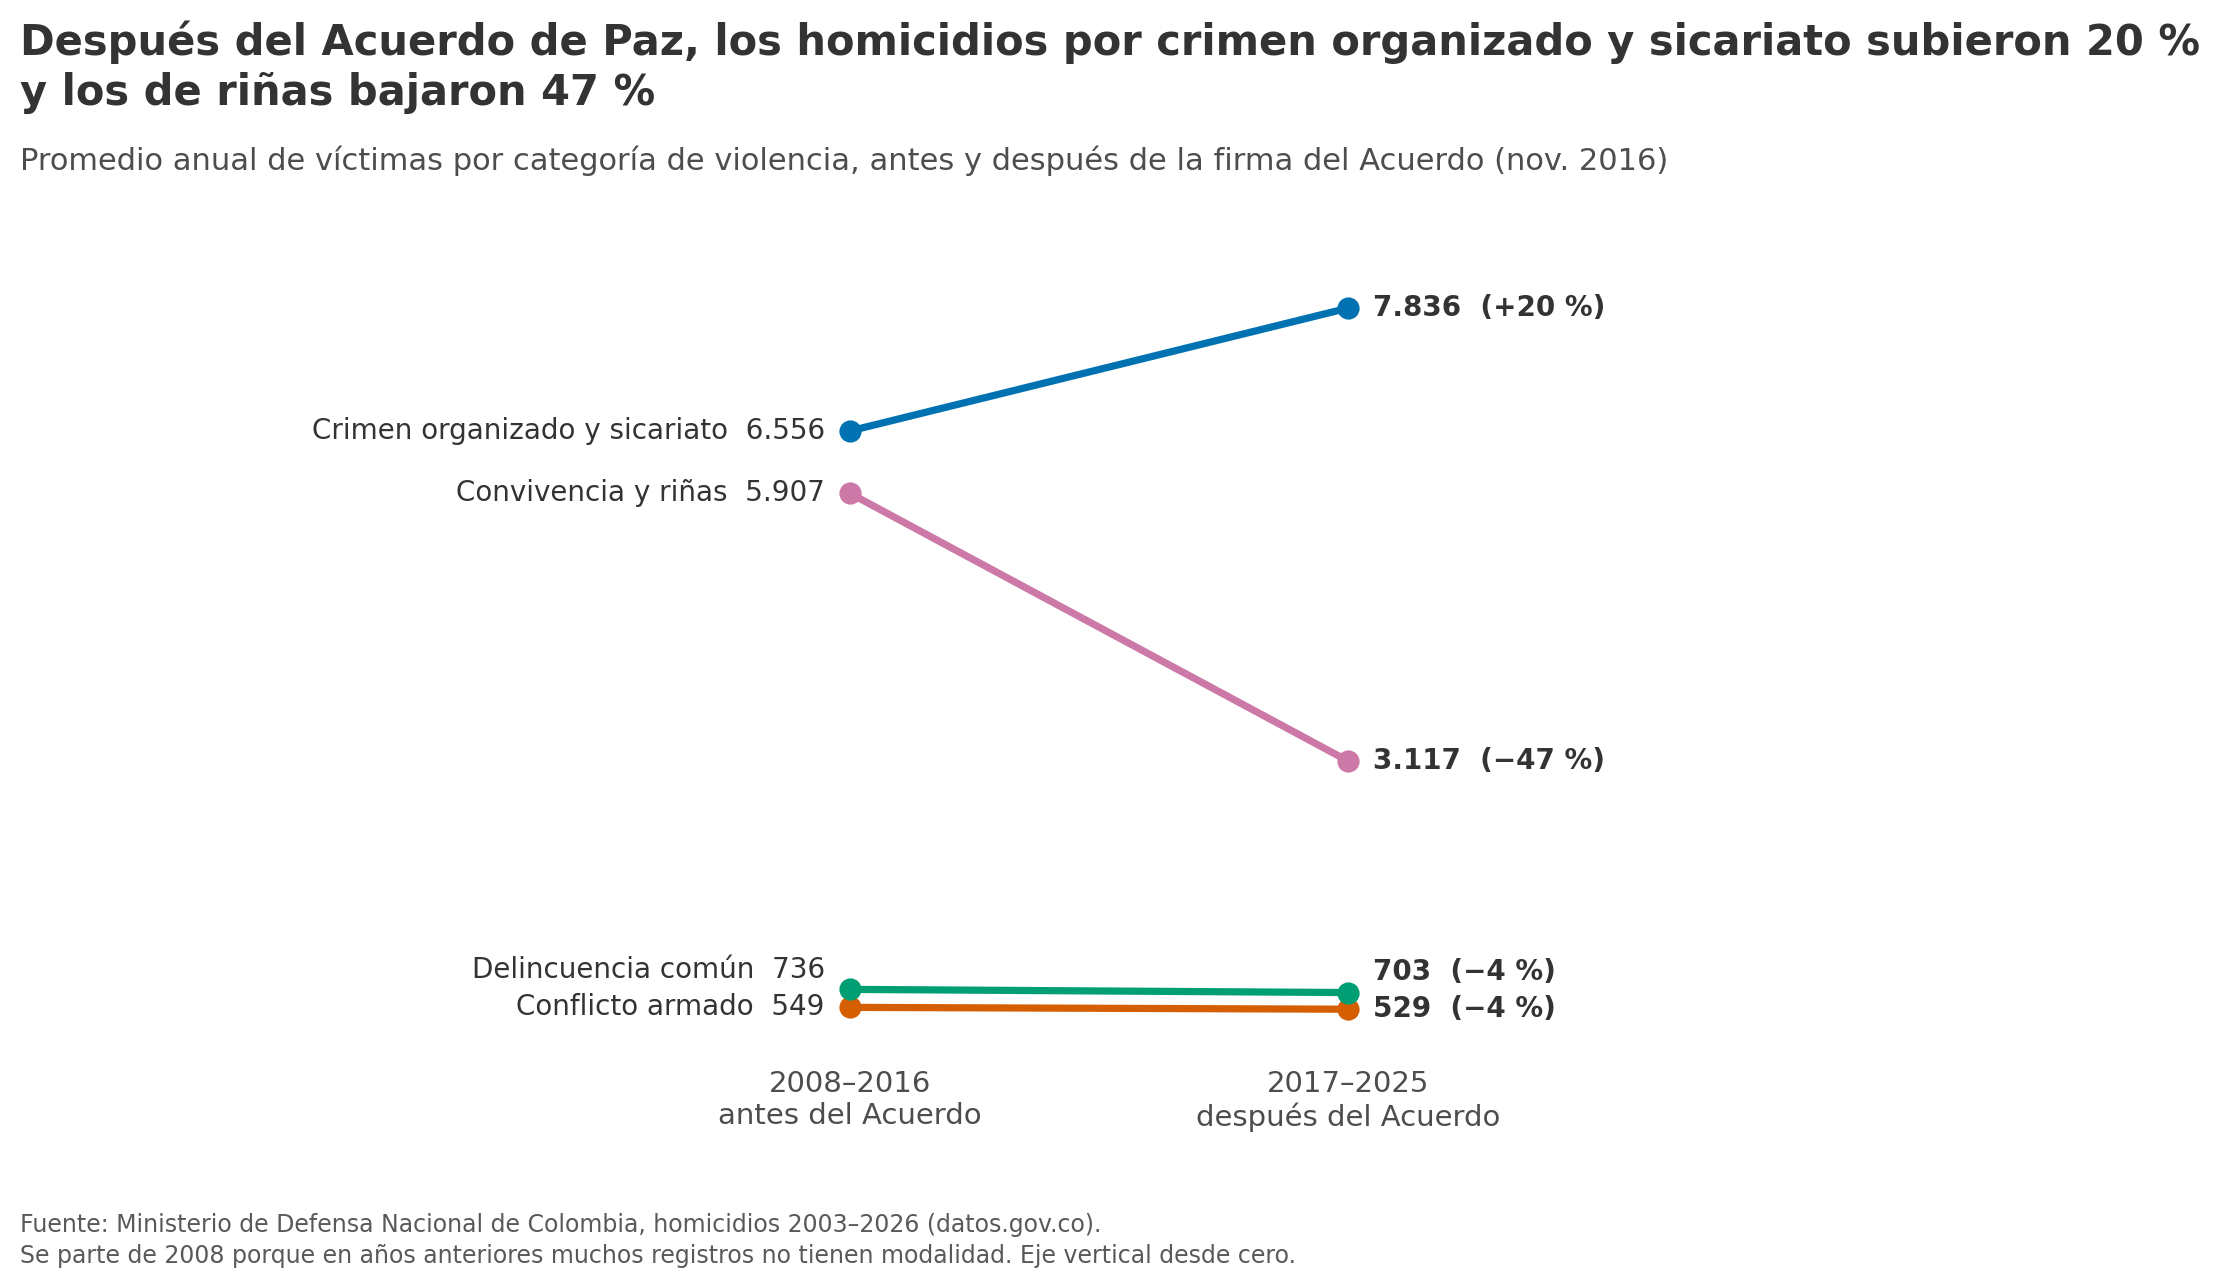 Después del Acuerdo de Paz, los homicidios por crimen organizado y sicariato subieron 20 %
y los de riñas bajaron 47 %
Promedio anual de víctimas por categoría de violencia, antes y después de la firma del Acuerdo (nov. 2016)
7.836 (+20 %)
Crimen organizado y sicariato 6.556
Convivencia y riñas 5.907
3.117 (−47 %)
Delincuencia común 736
703 (−4 %)
Conflicto armado 549
529 (−4 %)
2008–2016
antes del Acuerdo
2017–2025
después del Acuerdo
Fuente: Ministerio de Defensa Nacional de Colombia, homicidios 2003–2026 (datos.gov.co).
Se parte de 2008 porque en años anteriores muchos registros no tienen modalidad. Eje vertical desde cero.